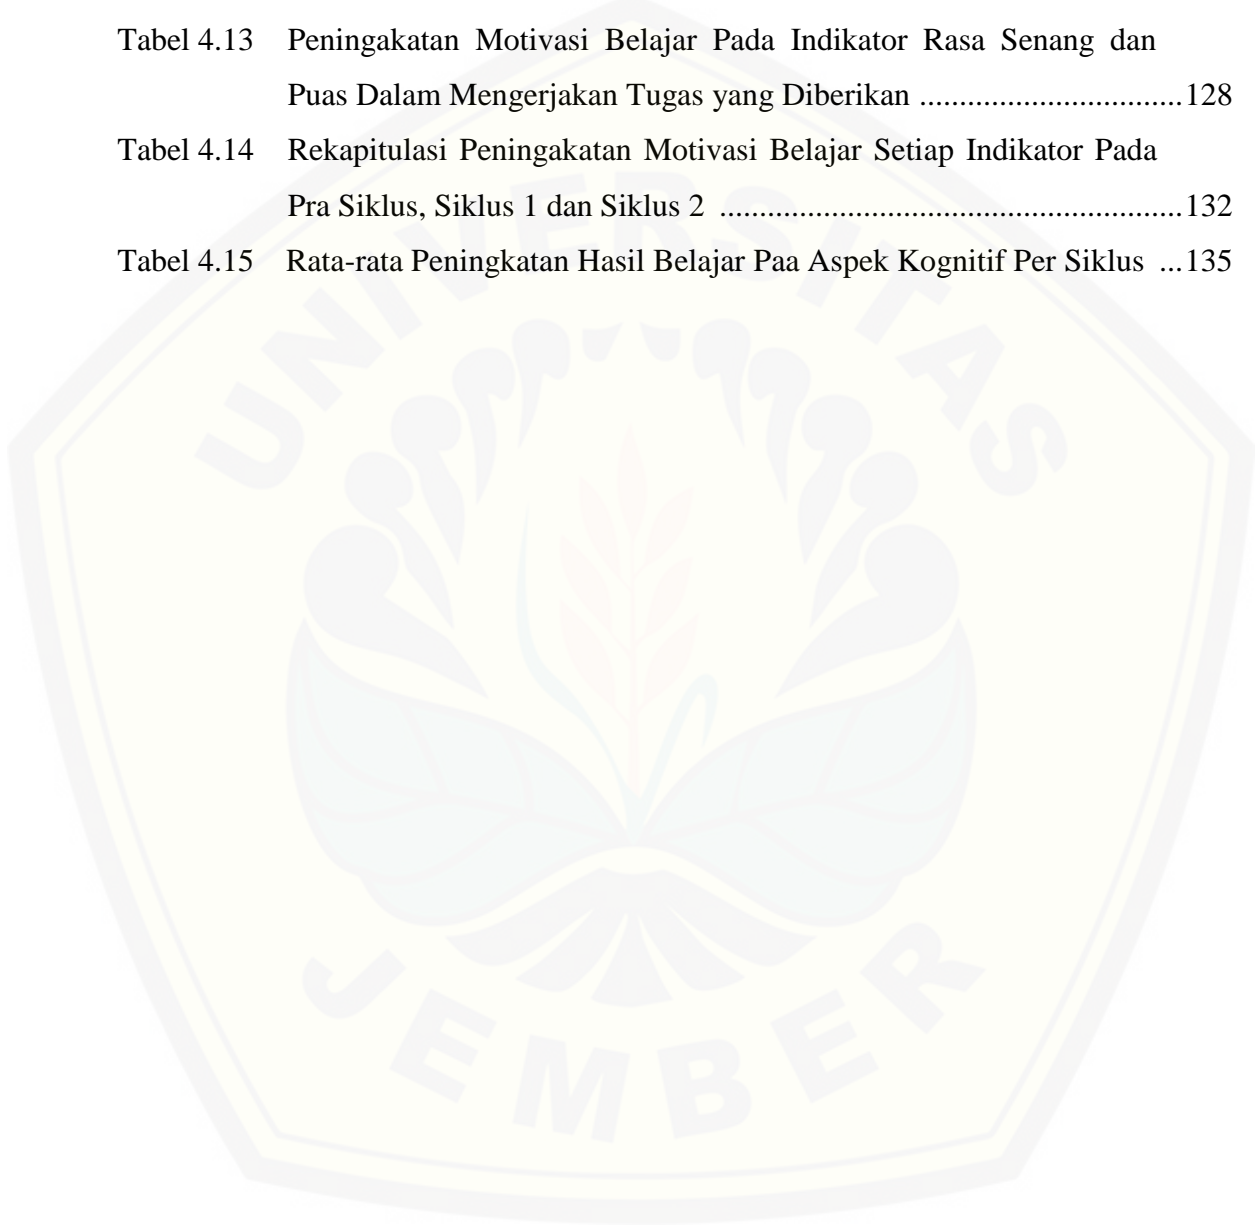 Tabel 4.13 Peningakatan Motivasi Belajar Pada Indikator Rasa Senang dan
Puas Dalam Mengerjakan Tugas yang Diberikan .................................128
Tabel 4.14 Rekapitulasi Peningakatan Motivasi Belajar Setiap Indikator Pada
Pra Siklus, Siklus 1 dan Siklus 2 ..........................................................132
Tabel 4.15 Rata-rata Peningkatan Hasil Belajar Paa Aspek Kognitif Per Siklus ...135
UNIVERSITAS
JEMBER